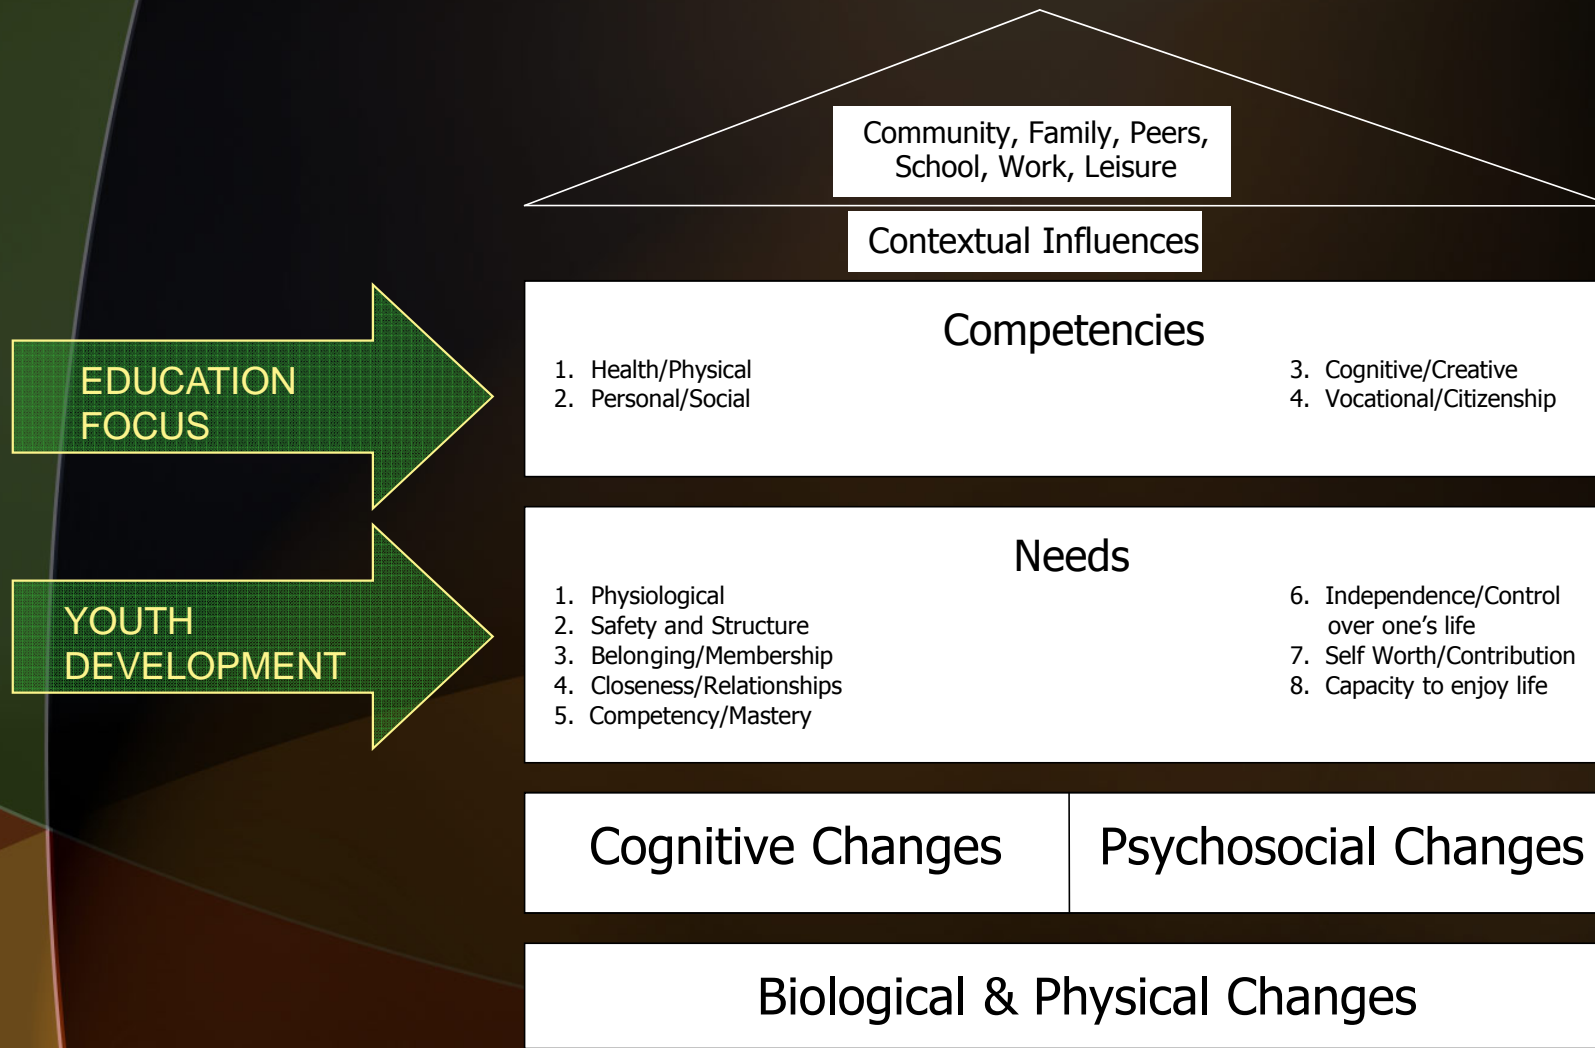 Community, Family, Peers,
School, Work, Leisure
Contextual Influences
EDUCATION
FOCUS
Competencies
1. Health/Physical
2. Personal/Social
3. Cognitive/Creative
4. Vocational/Citizenship
YOUTH
DEVELOPMENT
Needs
1. Physiological
2. Safety and Structure
3. Belonging/Membership
4. Closeness/Relationships
5. Competency/Mastery
6. Independence/Control
over one’s life
7. Self Worth/Contribution
8. Capacity to enjoy life
Cognitive Changes
Psychosocial Changes
Biological & Physical Changes